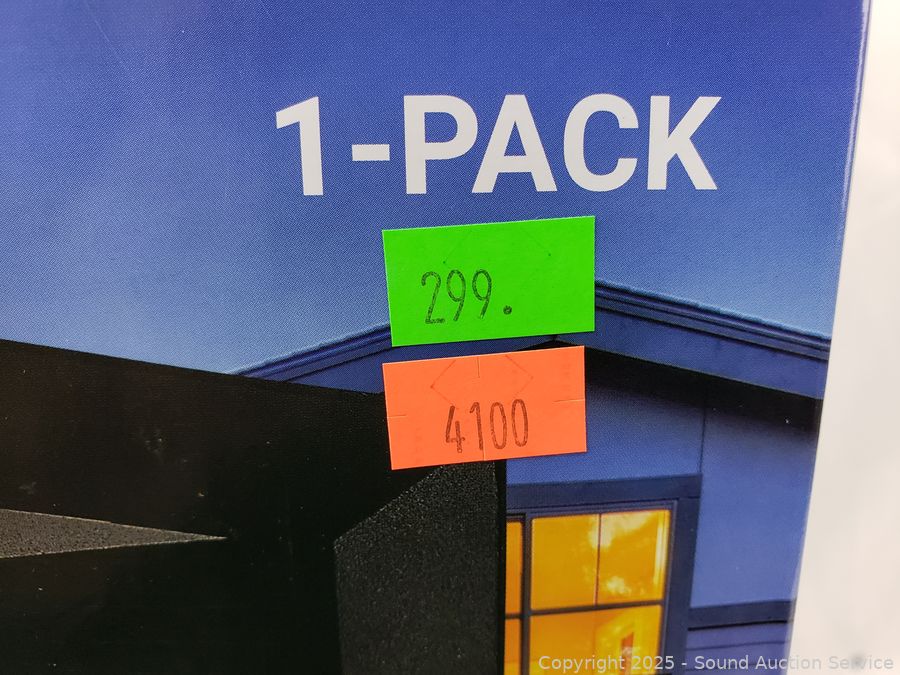 1-PACK
299.
4100
Copyright 2025 - Sound Auction Service